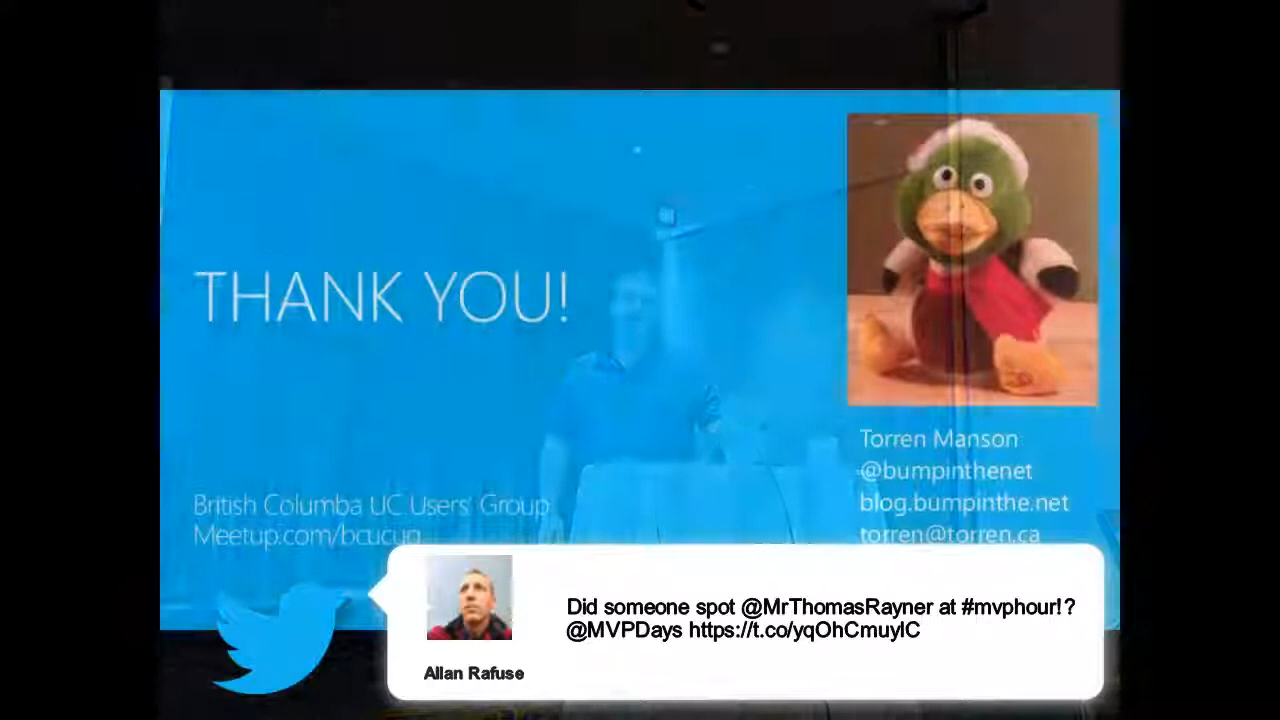 THANK YOU!
Torren Manson
@bumpinthenet
blog.bumpinthe.net
torren@torren.ca
British Columba UC Users' Group
Meetup.com/bcucug
Did someone spot @MrThomasRayner at #mvphour!?
@MVPDays https://t.co/yqOhCmuylC
Allan Rafuse